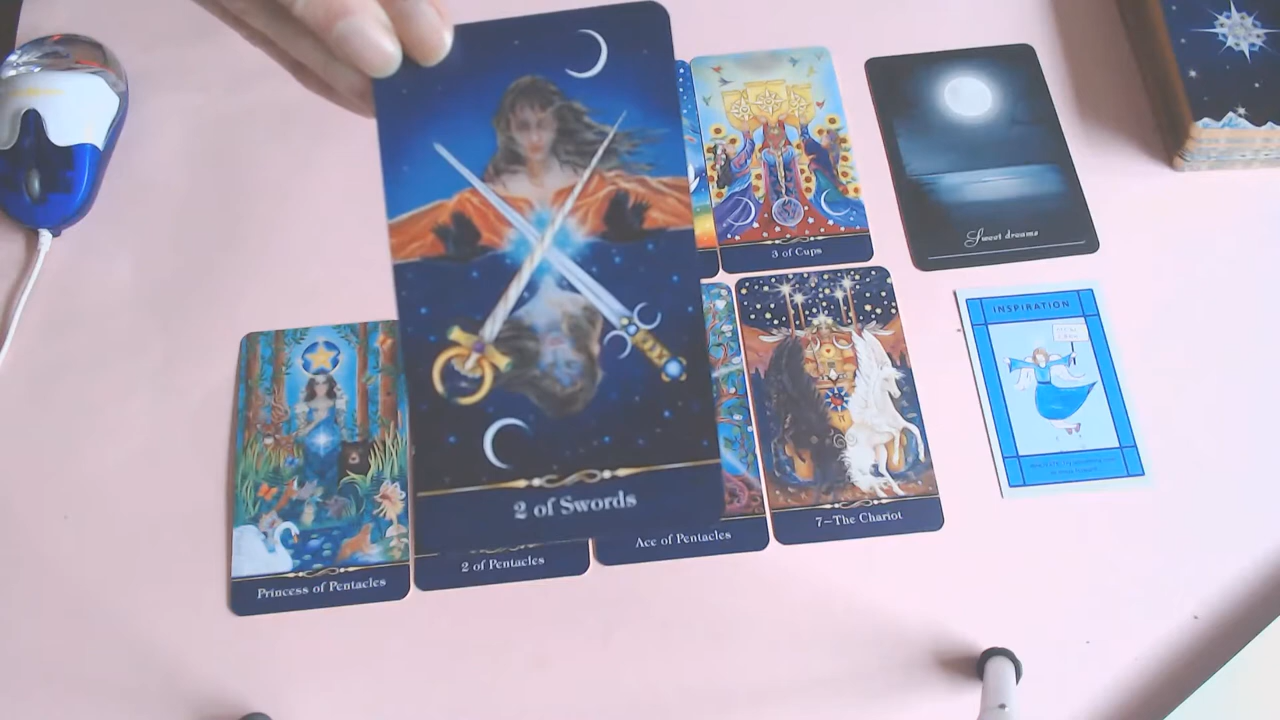 3 of Cups
Sweet dreams
INSPIRATION
2 of Swords
7–The Chariot
Ace of Pentacles
2 of Pentacles
Princess of Pentacles